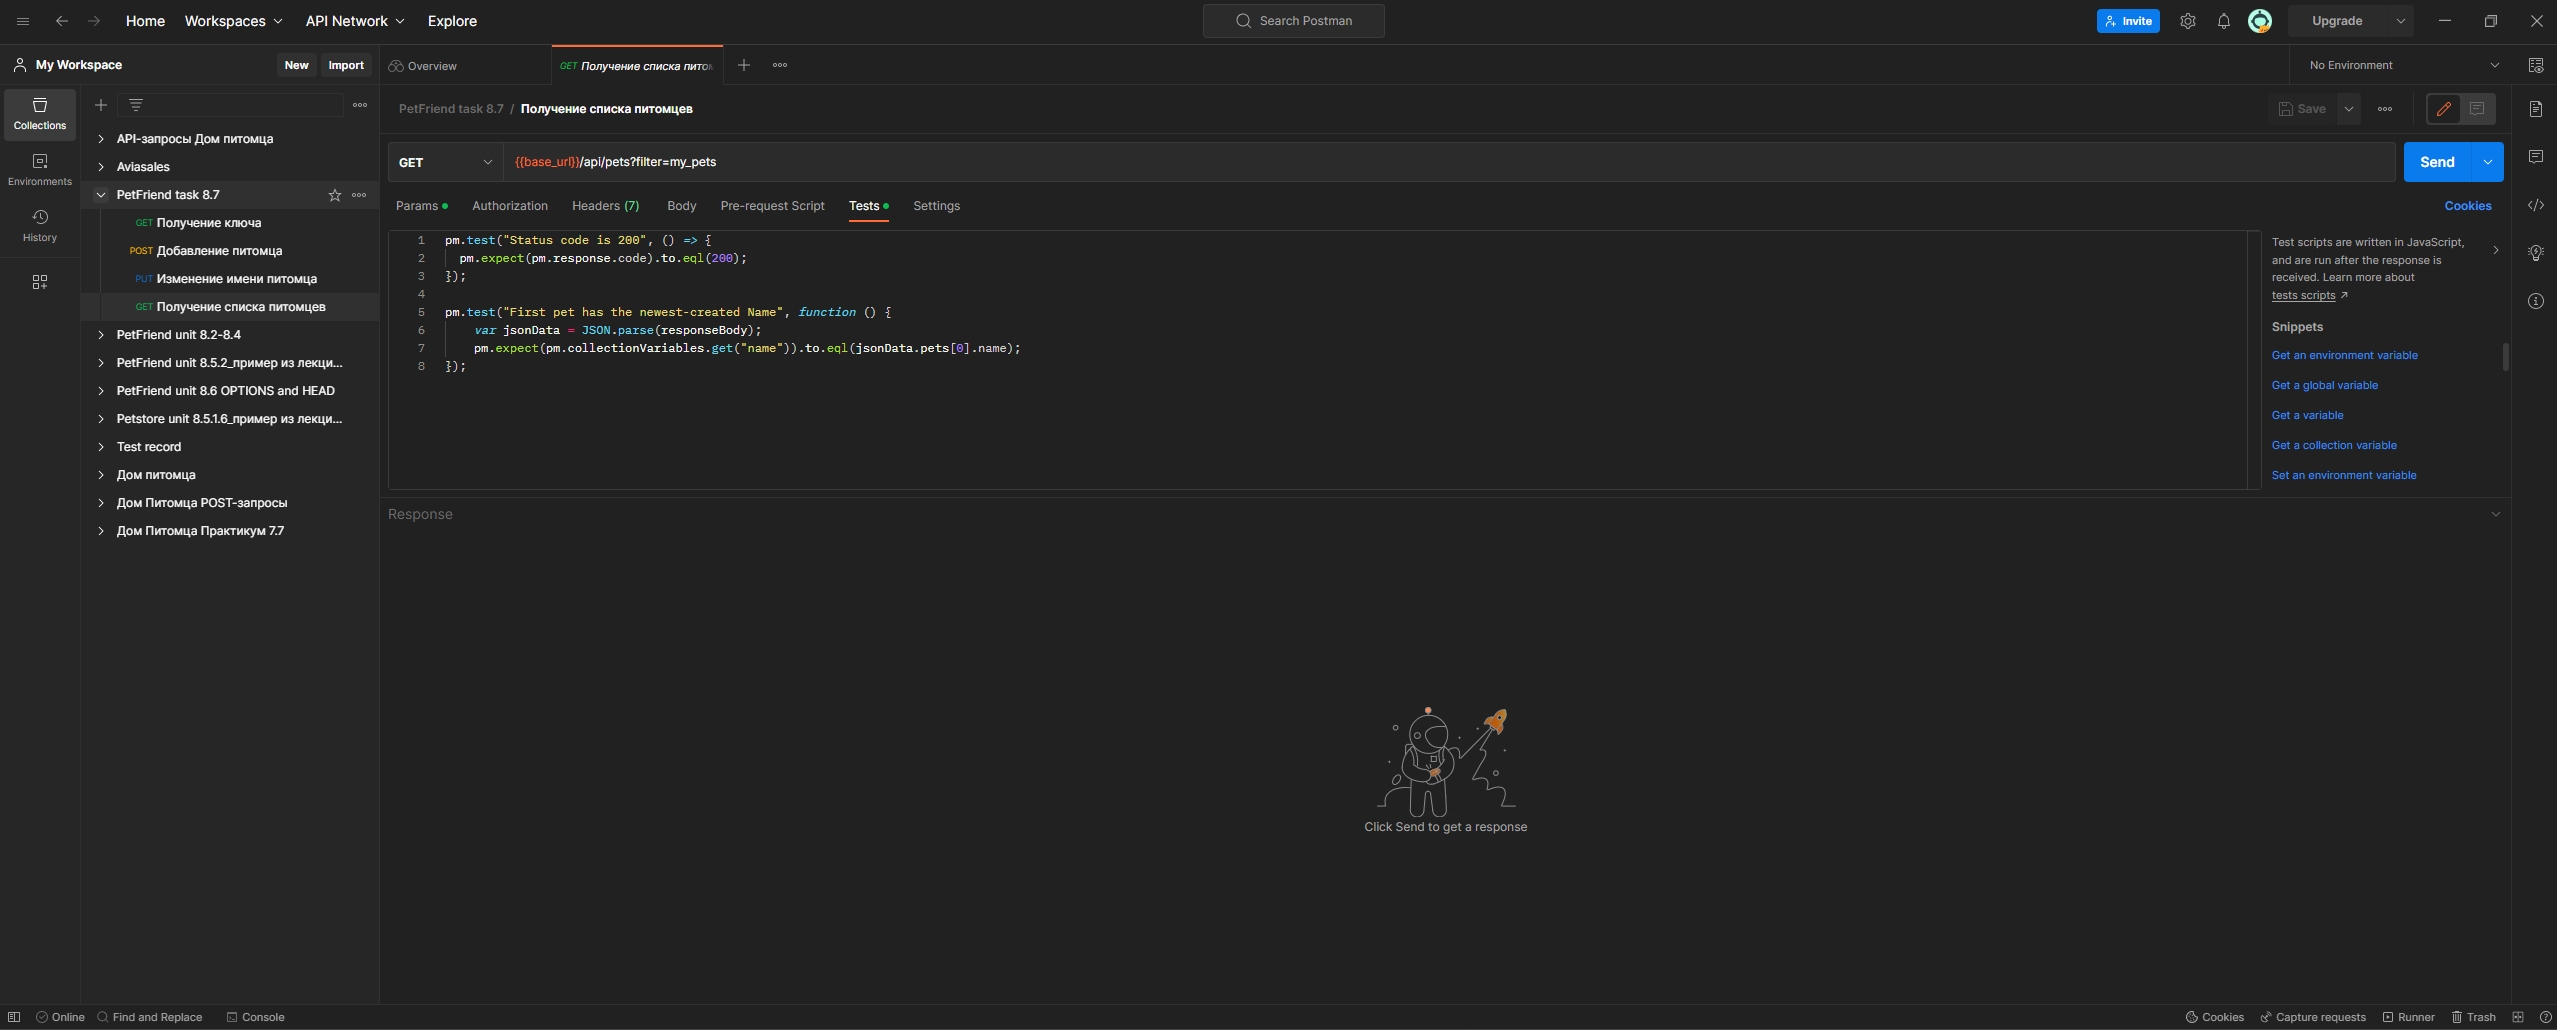 Home Workspaces API Network Explore Search Postman Invite Upgrade
My Workspace New Import Overview GET Получение списка пито No Environment
PetFriend task 8.7 / Получение списка питомцев Save
Collections
Environments
History
API-запросы Дом питомца
Aviasales
PetFriend task 8.7
GET Получение ключа
POST Добавление питомца
PUT Изменение имени питомца
GET Получение списка питомцев
PetFriend unit 8.2-8.4
PetFriend unit 8.5.2_пример из лекци...
PetFriend unit 8.6 OPTIONS and HEAD
Petstore unit 8.5.1.6_пример из лекци...
Test record
Дом питомца
Дом Питомца POST-запросы
Дом Питомца Практикум 7.7
GET {{base_url}}/api/pets?filter=my_pets Send
Params Authorization Headers (7) Body Pre-request Script Tests Settings Cookies
1 pm.test("Status code is 200", () => {
2 pm.expect(pm.response.code).to.eql(200);
3 });
4
5 pm.test("First pet has the newest-created Name", function () {
6 var jsonData = JSON.parse(responseBody);
7 pm.expect(pm.collectionVariables.get("name")).to.eql(jsonData.pets[0].name);
8 });
Test scripts are written in JavaScript,
and are run after the response is
received. Learn more about
tests scripts ↗
Snippets
Get an environment variable
Get a global variable
Get a variable
Get a collection variable
Set an environment variable
Response
Click Send to get a response
Online Find and Replace Console Cookies Capture requests Runner Trash